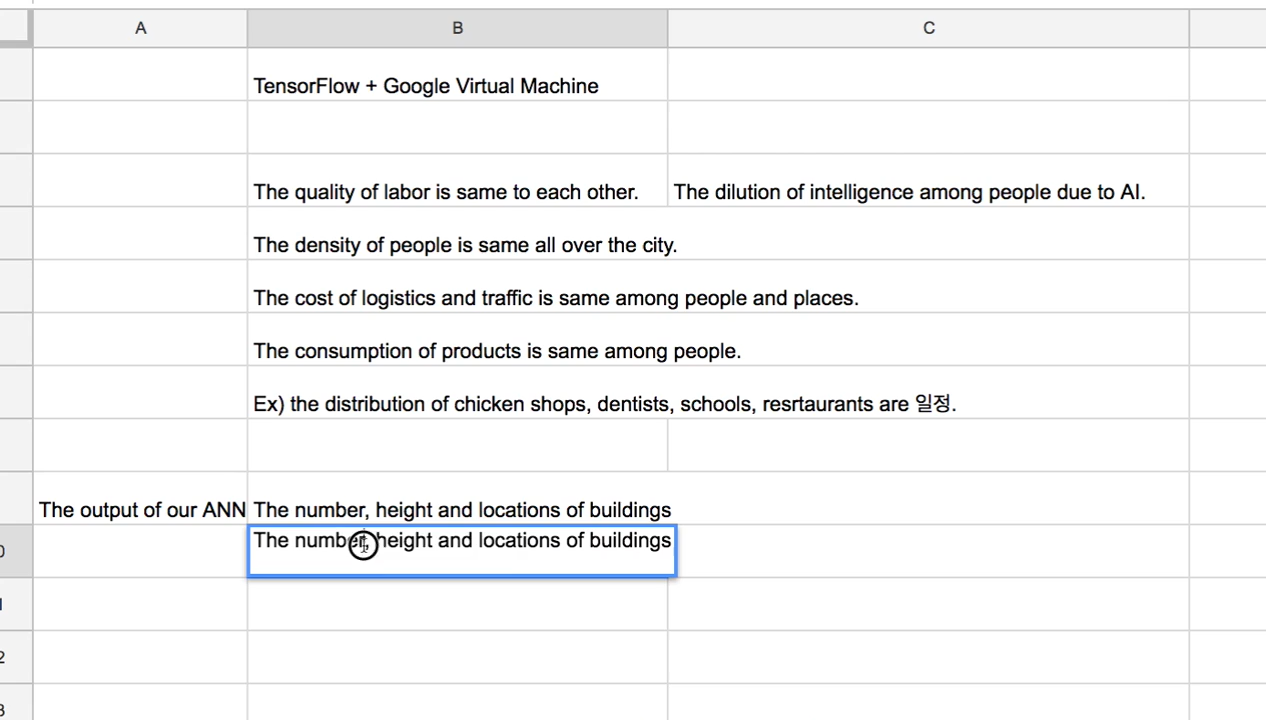 A B C
TensorFlow + Google Virtual Machine
The quality of labor is same to each other. The dilution of intelligence among people due to AI.
The density of people is same all over the city.
The cost of logistics and traffic is same among people and places.
The consumption of products is same among people.
Ex) the distribution of chicken shops, dentists, schools, resrtaurants are 일정.
The output of our ANN The number, height and locations of buildings
The number, height and locations of buildings